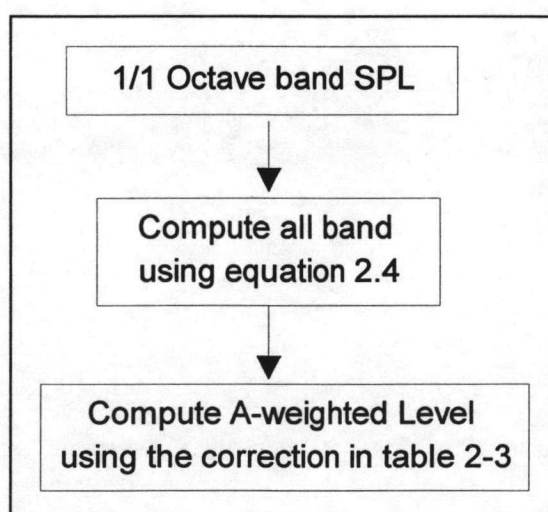 1/1 Octave band SPL
Compute all band
using equation 2.4
Compute A-weighted Level
using the correction in table 2-3